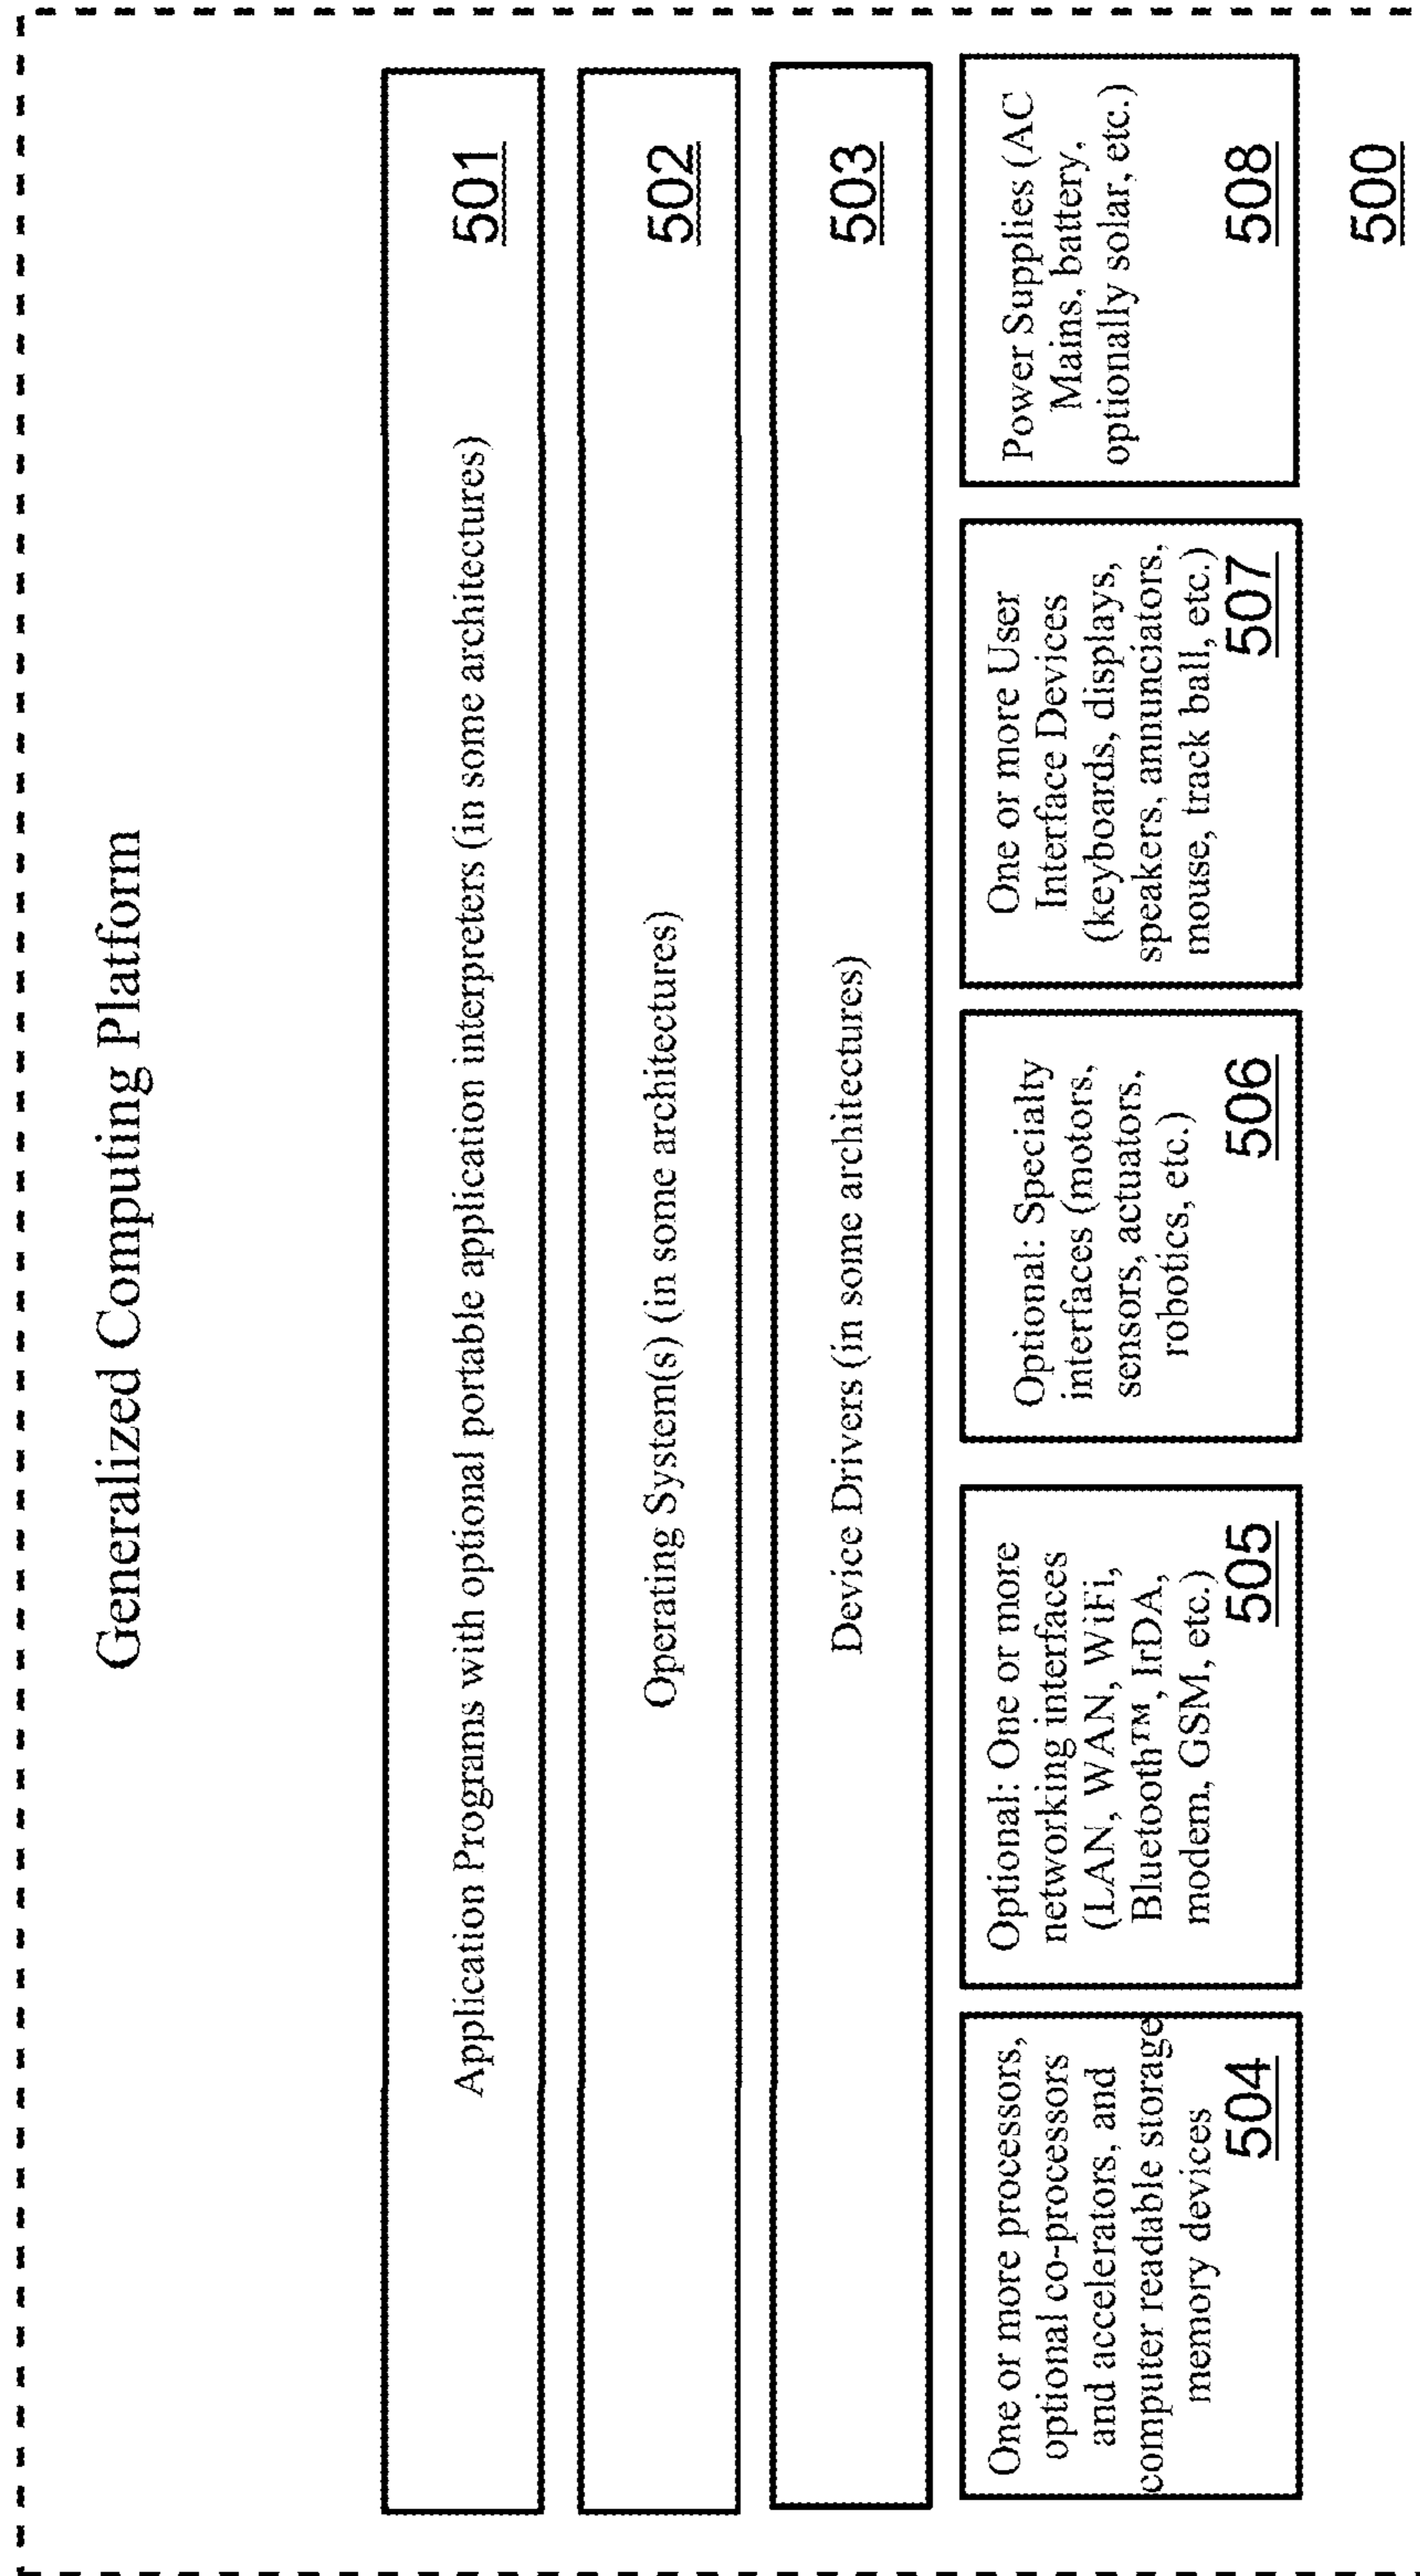 Generalized Computing Platform
Application Programs with optional portable application interpreters (in some architectures)
501
Operating System(s) (in some architectures)
502
Device Drivers (in some architectures)
503
One or more processors,
optional co-processors
and accelerators, and
computer readable storage
memory devices
504
Optional: One or more
networking interfaces
(LAN, WAN, WiFi,
Bluetooth™, IrDA,
modem, GSM, etc.)
505
Optional: Specialty
interfaces (motors,
sensors, actuators,
robotics, etc.)
506
One or more User
Interface Devices
(keyboards, displays,
speakers, annunciators,
mouse, track ball, etc.)
507
Power Supplies (AC
Mains, battery,
optionally solar, etc.)
508
500